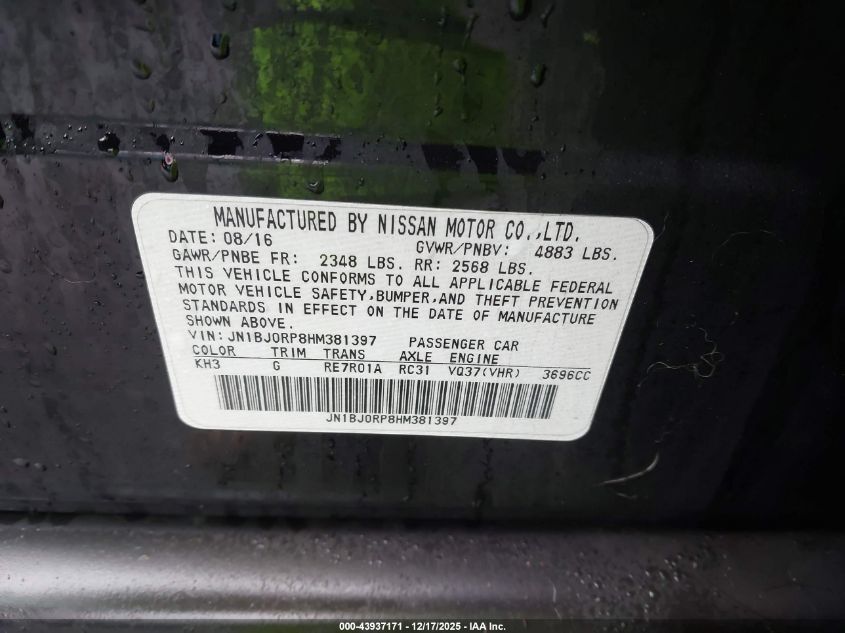 MANUFACTURED BY NISSAN MOTOR CO.,LTD.
DATE: 08/16 GVWR/PNBV: 4883 LBS.
GAWR/PNBE FR: 2348 LBS. RR: 2568 LBS.
THIS VEHICLE CONFORMS TO ALL APPLICABLE FEDERAL
MOTOR VEHICLE SAFETY,BUMPER,AND THEFT PREVENTION
STANDARDS IN EFFECT ON THE DATE OF MANUFACTURE
SHOWN ABOVE.
VIN:JN1BJ0RP8HM381397 PASSENGER CAR
COLOR TRIM TRANS AXLE ENGINE
KH3 G RE7R01A RC31 VQ37(VHR) 3696CC
JN1BJ0RP8HM381397
000-43937171 - 12/17/2025 - IAA Inc.